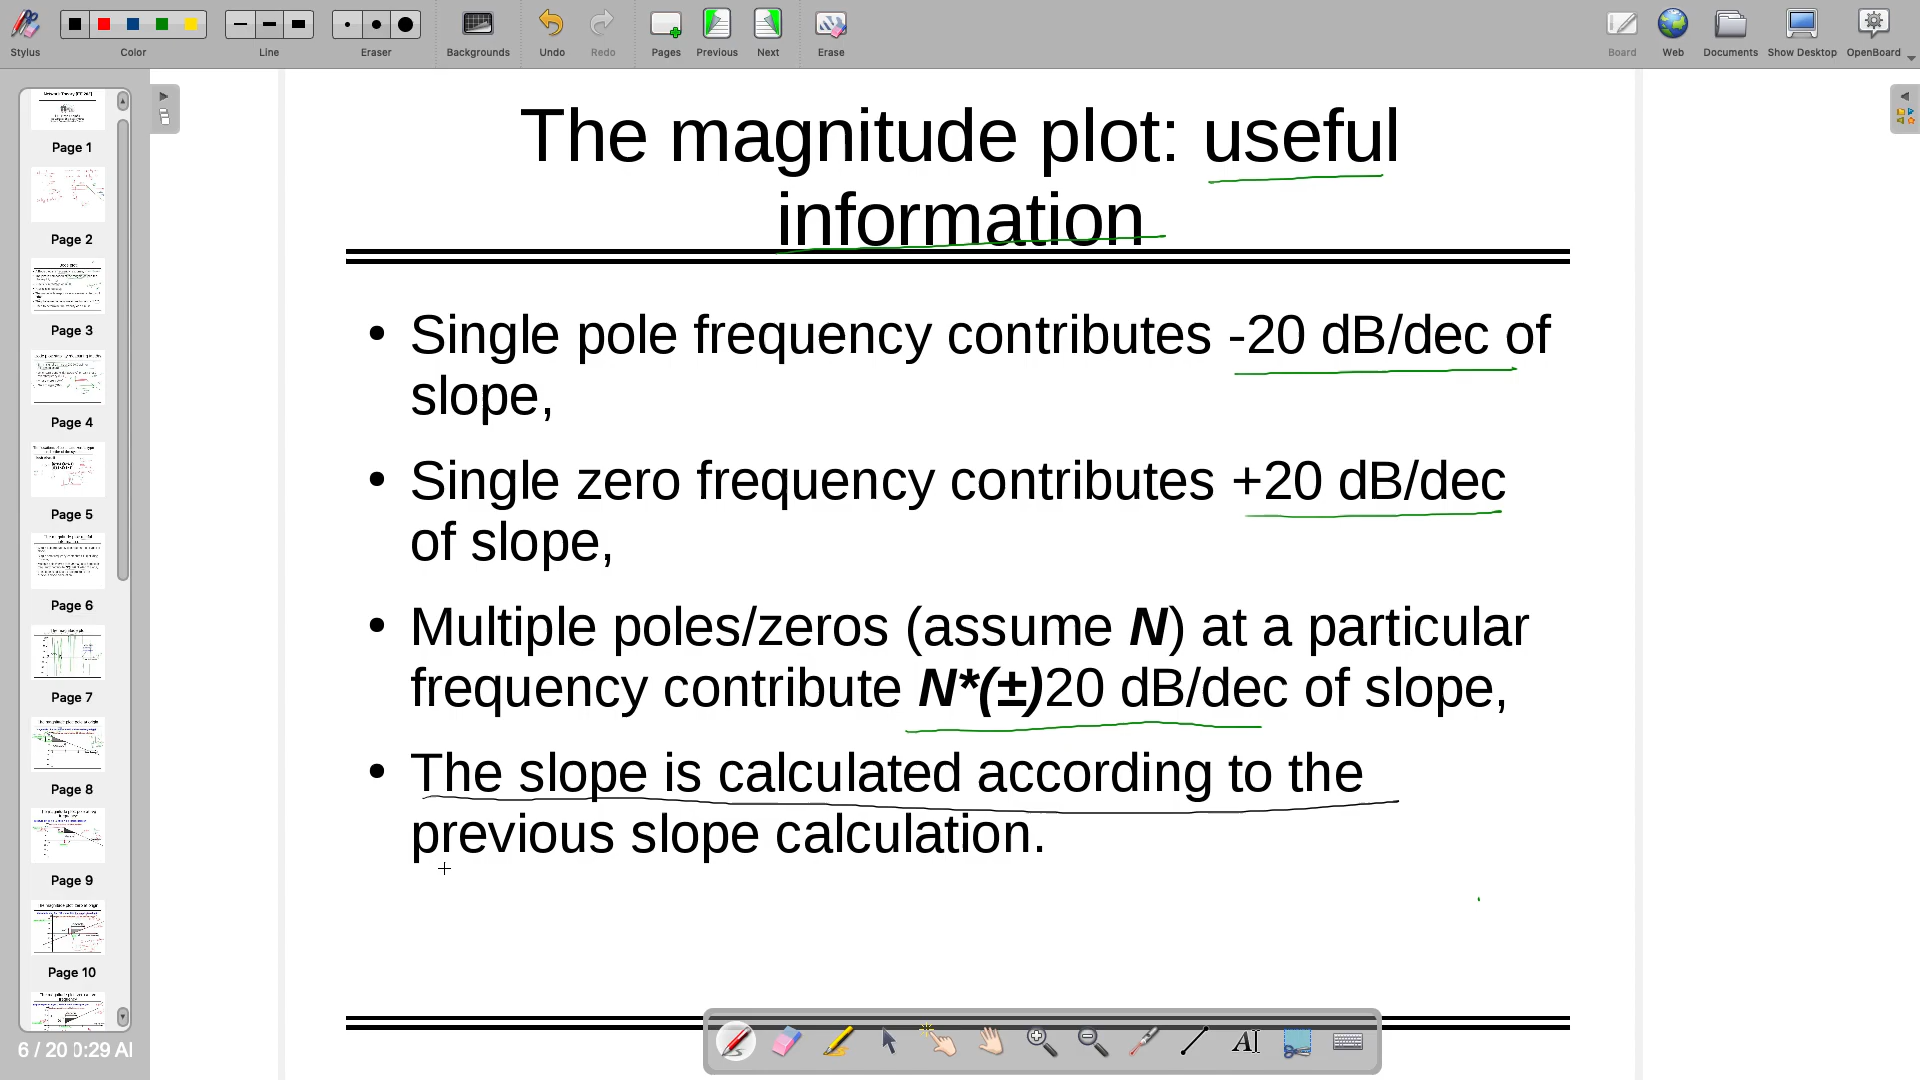 Stylus
Color
Line
Eraser
Backgrounds
Undo
Redo
Pages
Previous
Next
Erase
Board
Web
Documents
Show Desktop
OpenBoard
Page 1
Page 2
Page 3
Page 4
Page 5
Page 6
Page 7
Page 8
Page 9
Page 10
6 / 20
The magnitude plot: useful
information
• Single pole frequency contributes -20 dB/dec of
slope,
• Single zero frequency contributes +20 dB/dec
of slope,
• Multiple poles/zeros (assume N) at a particular
frequency contribute N*(±)20 dB/dec of slope,
• The slope is calculated according to the
previous slope calculation.